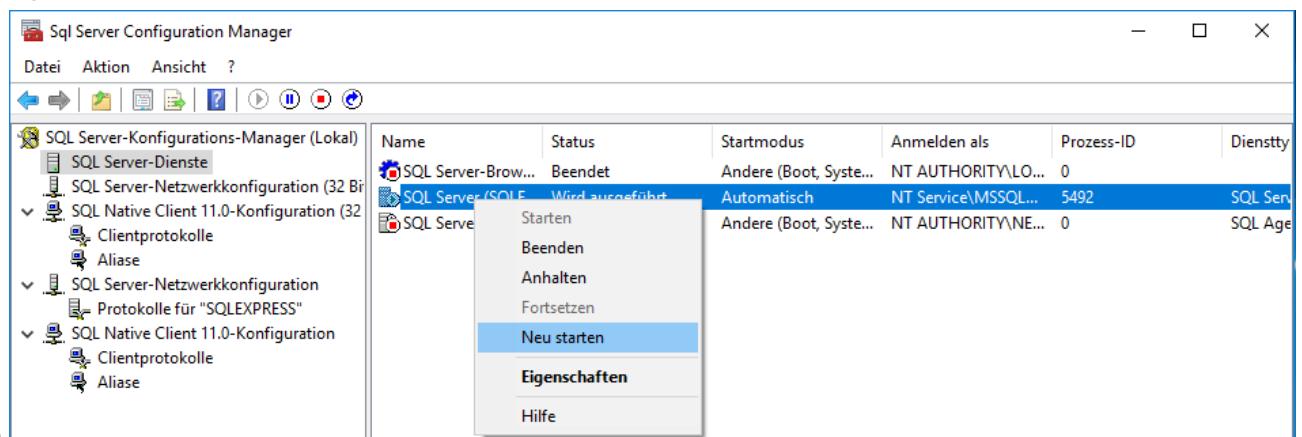 Sql Server Configuration Manager
Datei Aktion Ansicht ?
SQL Server-Konfigurations-Manager (Lokal)
SQL Server-Dienste
SQL Server-Netzwerkkonfiguration (32 Bi
SQL Native Client 11.0-Konfiguration (32
Clientprotokolle
Aliase
SQL Server-Netzwerkkonfiguration
Protokolle für "SQLEXPRESS"
SQL Native Client 11.0-Konfiguration
Clientprotokolle
Aliase
Name Status Startmodus Anmelden als Prozess-ID Dienstty
SQL Server-Brow... Beendet Andere (Boot, Syste... NT AUTHORITY\LO... 0
SQL Server (SQLE Wird ausgeführt Automatisch NT Service\MSSQL... 5492 SQL Serv
SQL Serve Andere (Boot, Syste... NT AUTHORITY\NE... 0 SQL Age
Starten
Beenden
Anhalten
Fortsetzen
Neu starten
Eigenschaften
Hilfe